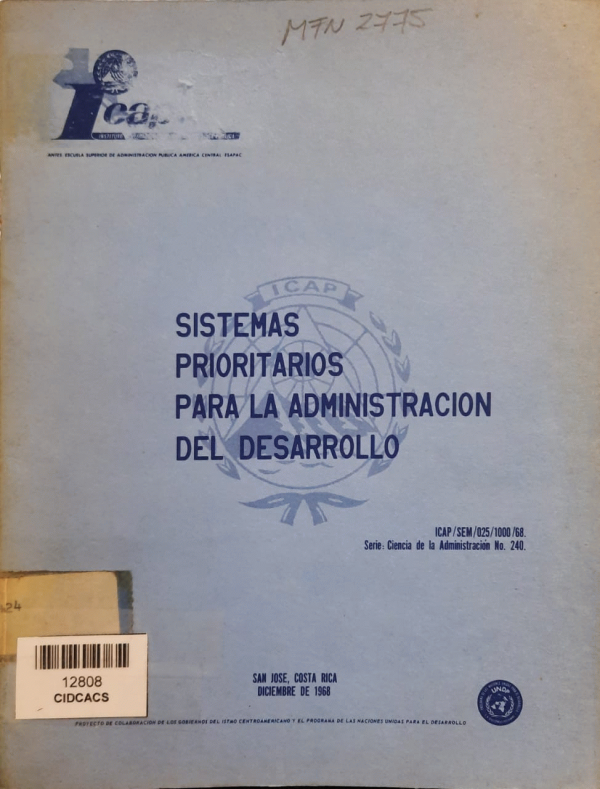 MFN 2775
icap
INSTITUTO
ANTES: ESCUELA SUPERIOR DE ADMINISTRACION PUBLICA AMERICA CENTRAL ESAPAC
ICAP
SISTEMAS
PRIORITARIOS
PARA LA ADMINISTRACION
DEL DESARROLLO
ICAP/SEM/025/1000/68.
Serie: Ciencia de la Administración No. 240.
24
12808
CIDCACS
SAN JOSE, COSTA RICA
DICIEMBRE DE 1968
UNDP
PROYECTO DE COLABORACION DE LOS GOBIERNOS DEL ISTMO CENTROAMERICANO Y EL PROGRAMA DE LAS NACIONES UNIDAS PARA EL DESARROLLO